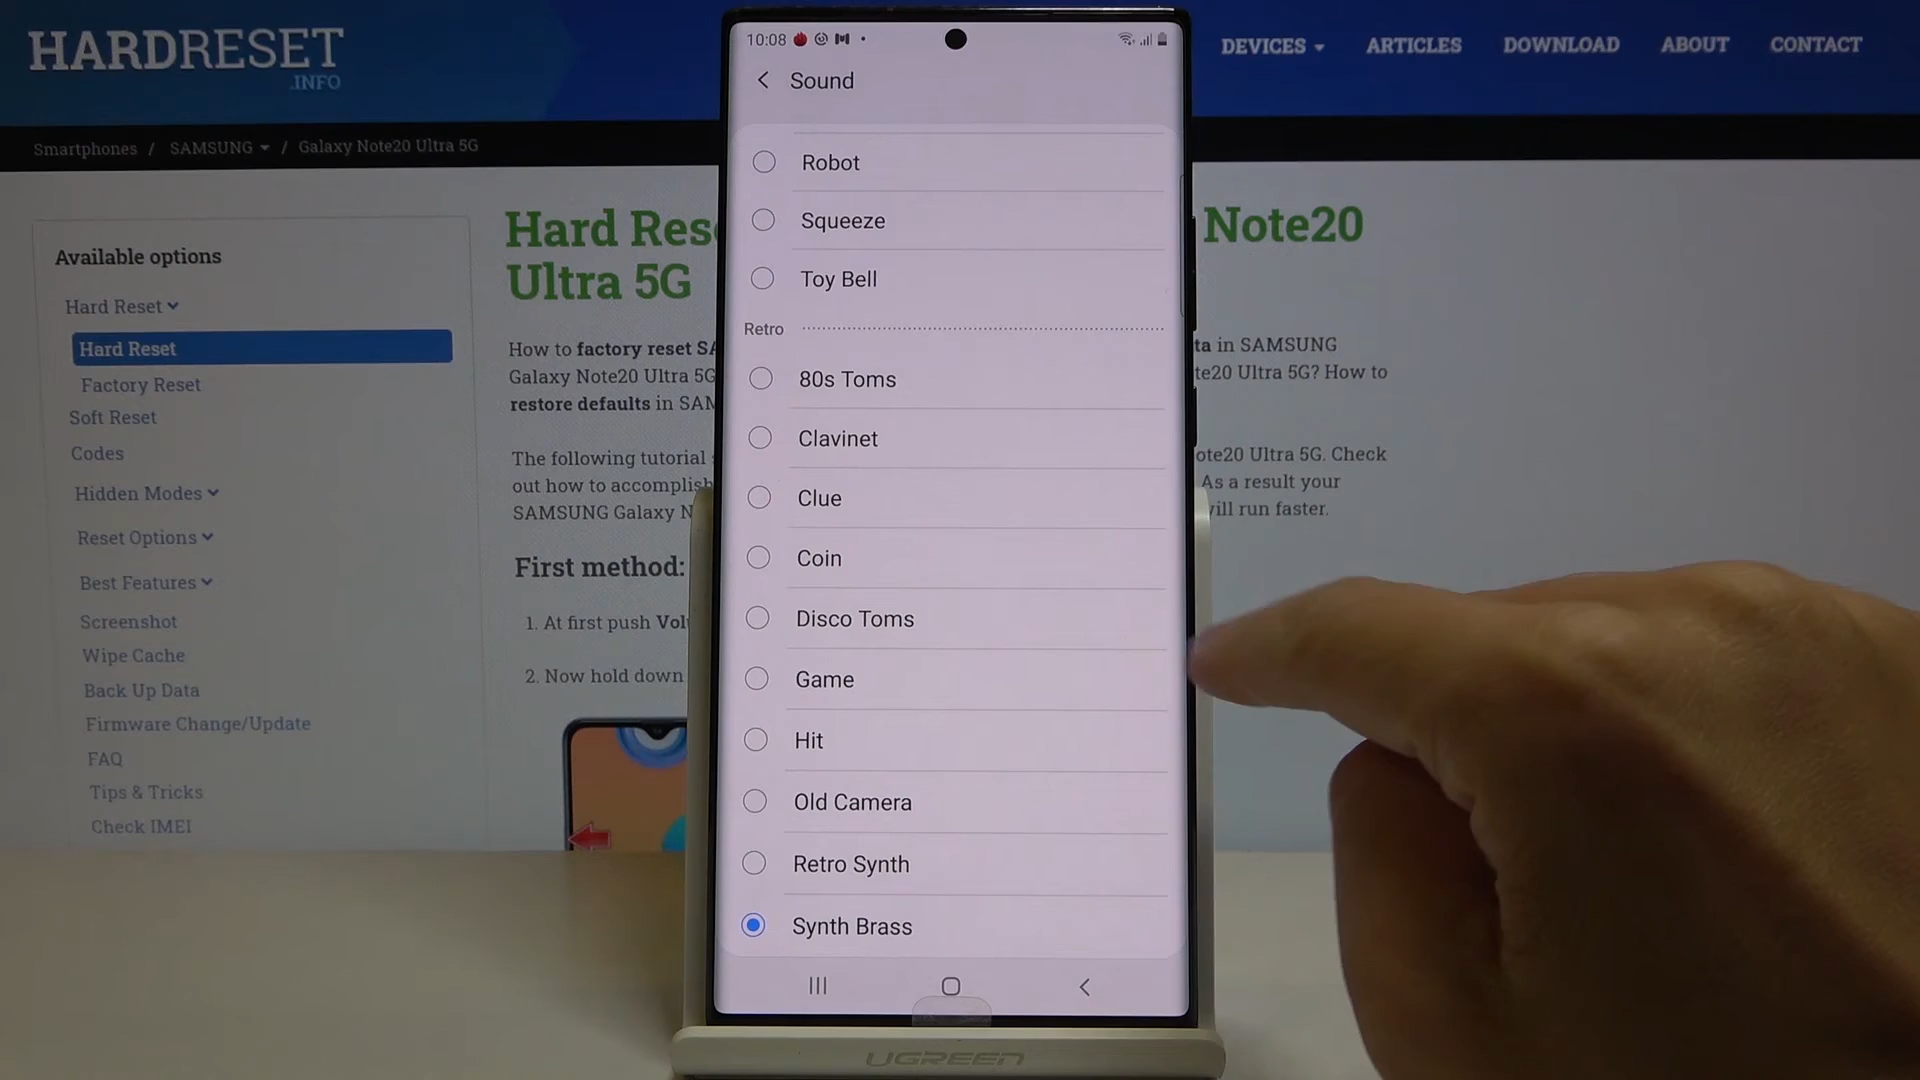 HARDRESET
.INFO
DEVICES
ARTICLES
DOWNLOAD
ABOUT
CONTACT
Smartphones / SAMSUNG / Galaxy Note20 Ultra 5G
Available options
Hard Reset
Hard Reset
Factory Reset
Soft Reset
Codes
Hidden Modes
Reset Options
Best Features
Screenshot
Wipe Cache
Back Up Data
Firmware Change/Update
FAQ
Tips & Tricks
Check IMEI
Hard Res Note20
Ultra 5G
How to factory reset SA ta in SAMSUNG
Galaxy Note20 Ultra 5G te20 Ultra 5G? How to
restore defaults in SAM
The following tutorial ote20 Ultra 5G. Check
out how to accomplish As a result your
SAMSUNG Galaxy N will run faster.
First method:
1. At first push Volu
2. Now hold down
10:08
Sound
Robot
Squeeze
Toy Bell
Retro
80s Toms
Clavinet
Clue
Coin
Disco Toms
Game
Hit
Old Camera
Retro Synth
Synth Brass
UGREEN